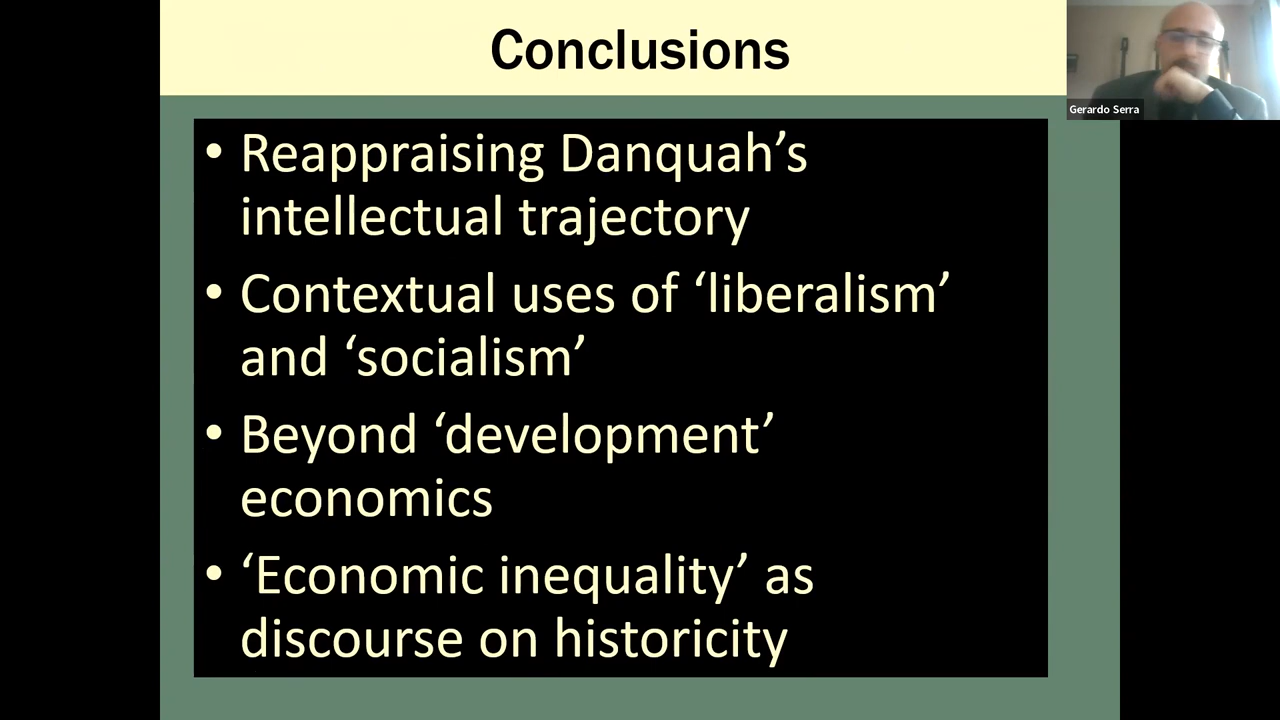 Conclusions
Gerardo Serra
• Reappraising Danquah’s
intellectual trajectory
• Contextual uses of ‘liberalism’
and ‘socialism’
• Beyond ‘development’
economics
• ‘Economic inequality’ as
discourse on historicity